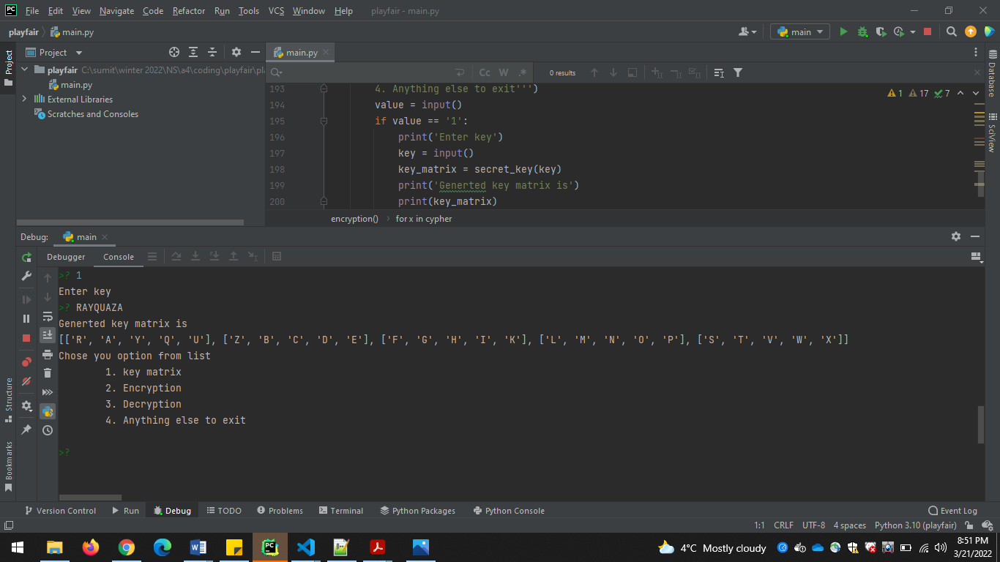 PC File Edit View Navigate Code Refactor Run Tools VCS Window Help playfair - main.py
playfair main.py main
Project main.py
playfair C:\sumit\winter 2022\NS\a4\coding\playfair\pl Cc W .* 0 results
main.py
External Libraries
Scratches and Consoles
193 4. Anything else to exit''')
194 value = input()
195 if value == '1':
196 print('Enter key')
197 key = input()
198 key_matrix = secret_key(key)
199 print('Generted key matrix is')
200 print(key_matrix)
1 17 7
encryption() for x in cypher
Project
Structure
Bookmarks
Database
SciView
Debug: main
Debugger Console
>? 1
Enter key
>? RAYQUAZA
Generted key matrix is
[['R', 'A', 'Y', 'Q', 'U'], ['Z', 'B', 'C', 'D', 'E'], ['F', 'G', 'H', 'I', 'K'], ['L', 'M', 'N', 'O', 'P'], ['S', 'T', 'V', 'W', 'X']]
Chose you option from list
1. key matrix
2. Encryption
3. Decryption
4. Anything else to exit
>?
Version Control Run Debug TODO Problems Terminal Python Packages Python Console Event Log
1:1 CRLF UTF-8 4 spaces Python 3.10 (playfair)
4°C Mostly cloudy 8:51 PM
3/21/2022